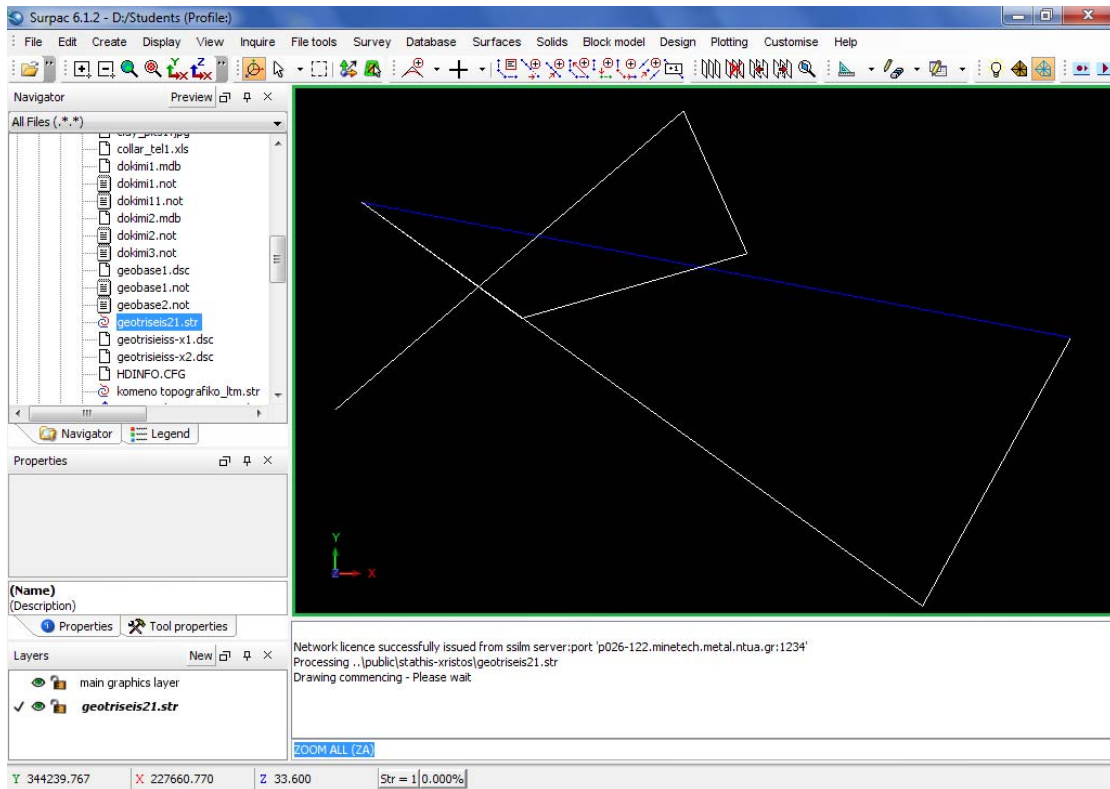 Surpac 6.1.2 - D:/Students (Profile:)
File Edit Create Display View Inquire File tools Survey Database Surfaces Solids Block model Design Plotting Customise Help
Navigator Preview
All Files (.*.*)
collar_tel1.xls
dokimi1.mdb
dokimi1.not
dokimi11.not
dokimi2.mdb
dokimi2.not
dokimi3.not
geobase1.dsc
geobase1.not
geobase2.not
geotriseis21.str
geotrisieiss-x1.dsc
geotrisieiss-x2.dsc
HDINFO.CFG
komeno topografiko_ltm.str
Navigator Legend
Properties
(Name)
(Description)
Properties Tool properties
Layers New
main graphics layer
geotriseis21.str
Y
Z X
Network licence successfully issued from ssilm server:port 'p026-122.minetech.metal.ntua.gr:1234'
Processing ..\public\stathis-xristos\geotriseis21.str
Drawing commencing - Please wait
ZOOM ALL (ZA)
Y 344239.767 X 227660.770 Z 33.600 Str = 1 0.000%